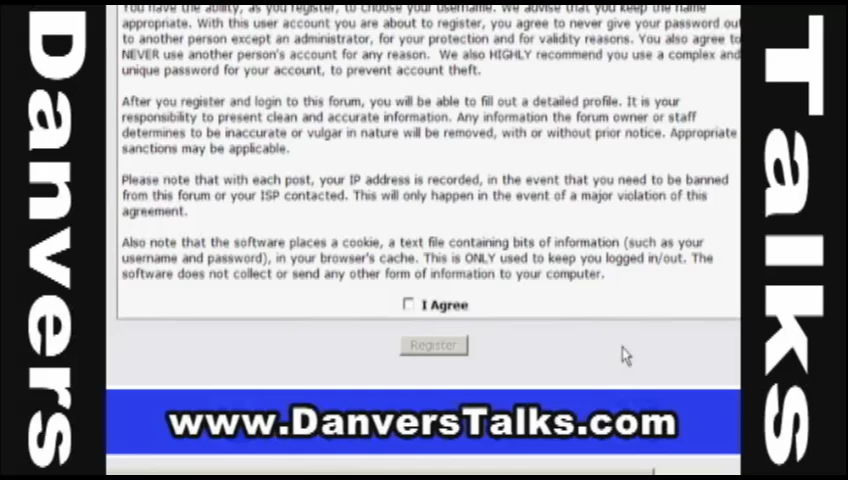 Danvers
You have the ability, as you register, to choose your username. We advise that you keep the name
appropriate. With this user account you are about to register, you agree to never give your password out
to another person except an administrator, for your protection and for validity reasons. You also agree to
NEVER use another person's account for any reason. We also HIGHLY recommend you use a complex and
unique password for your account, to prevent account theft.
After you register and login to this forum, you will be able to fill out a detailed profile. It is your
responsibility to present clean and accurate information. Any information the forum owner or staff
determines to be inaccurate or vulgar in nature will be removed, with or without prior notice. Appropriate
sanctions may be applicable.
Please note that with each post, your IP address is recorded, in the event that you need to be banned
from this forum or your ISP contacted. This will only happen in the event of a major violation of this
agreement.
Also note that the software places a cookie, a text file containing bits of information (such as your
username and password), in your browser's cache. This is ONLY used to keep you logged in/out. The
software does not collect or send any other form of information to your computer.
I Agree
Register
www.DanversTalks.com
Talks